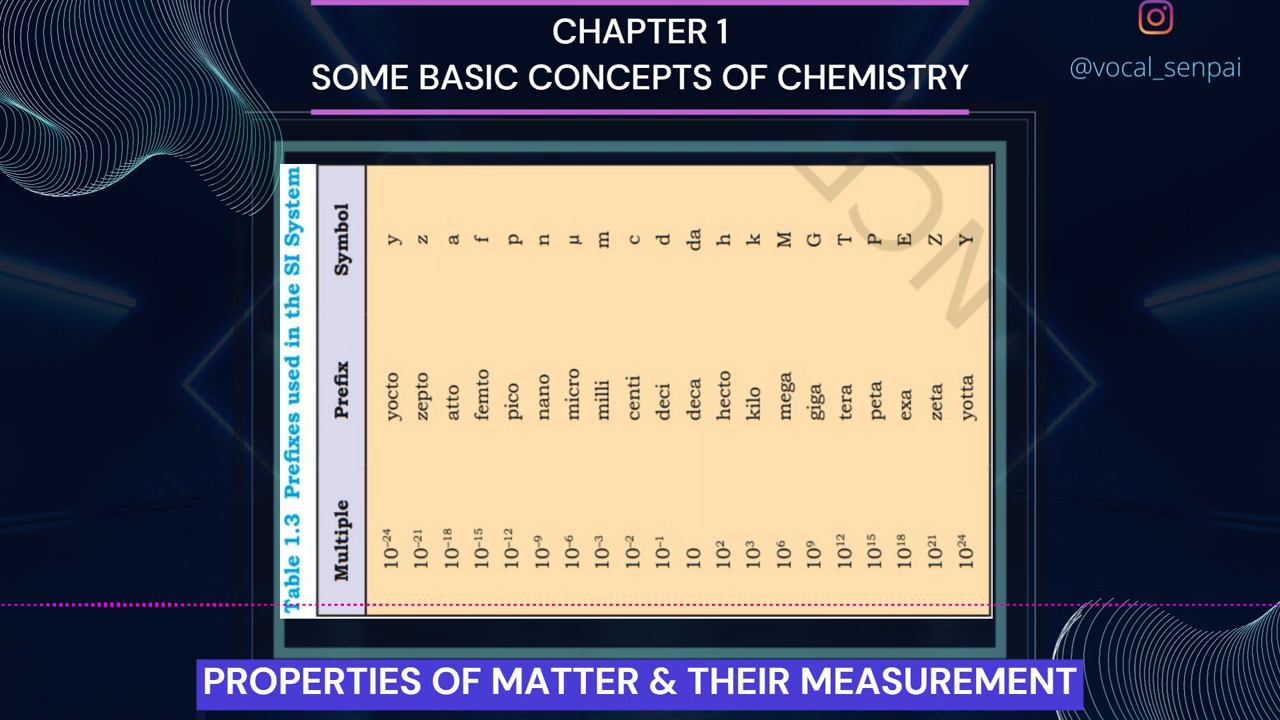 CHAPTER 1
SOME BASIC CONCEPTS OF CHEMISTRY
@vocal_senpai
Table 1.3 Prefixes used in the SI System
Multiple Prefix Symbol
10⁻²⁴ yocto y
10⁻²¹ zepto z
10⁻¹⁸ atto a
10⁻¹⁵ femto f
10⁻¹² pico p
10⁻⁹ nano n
10⁻⁶ micro μ
10⁻³ milli m
10⁻² centi c
10⁻¹ deci d
10 deca da
10² hecto h
10³ kilo k
10⁶ mega M
10⁹ giga G
10¹² tera T
10¹⁵ peta P
10¹⁸ exa E
10²¹ zeta Z
10²⁴ yotta Y
PROPERTIES OF MATTER & THEIR MEASUREMENT